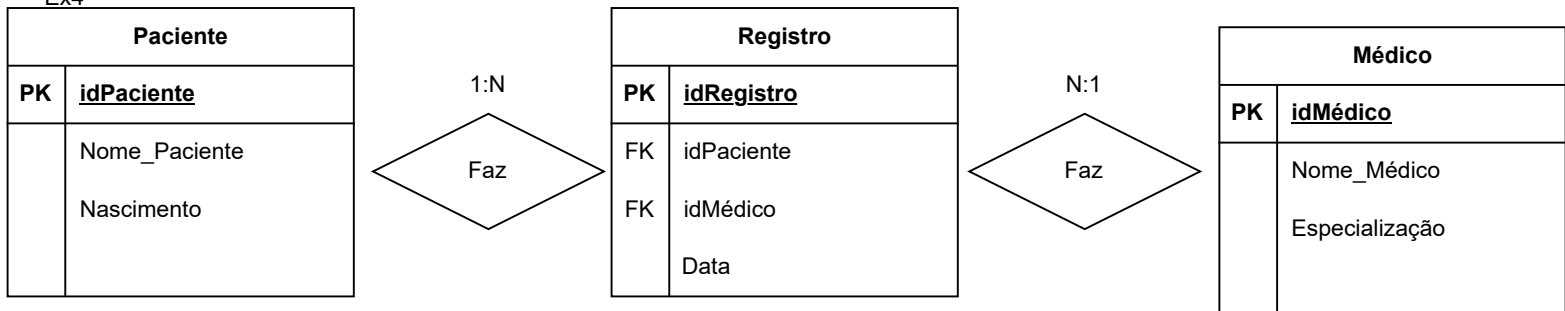 Ex4
Paciente
PK idPaciente
Nome_Paciente
Nascimento
1:N
Faz
Registro
PK idRegistro
FK idPaciente
FK idMédico
Data
N:1
Faz
Médico
PK idMédico
Nome_Médico
Especialização